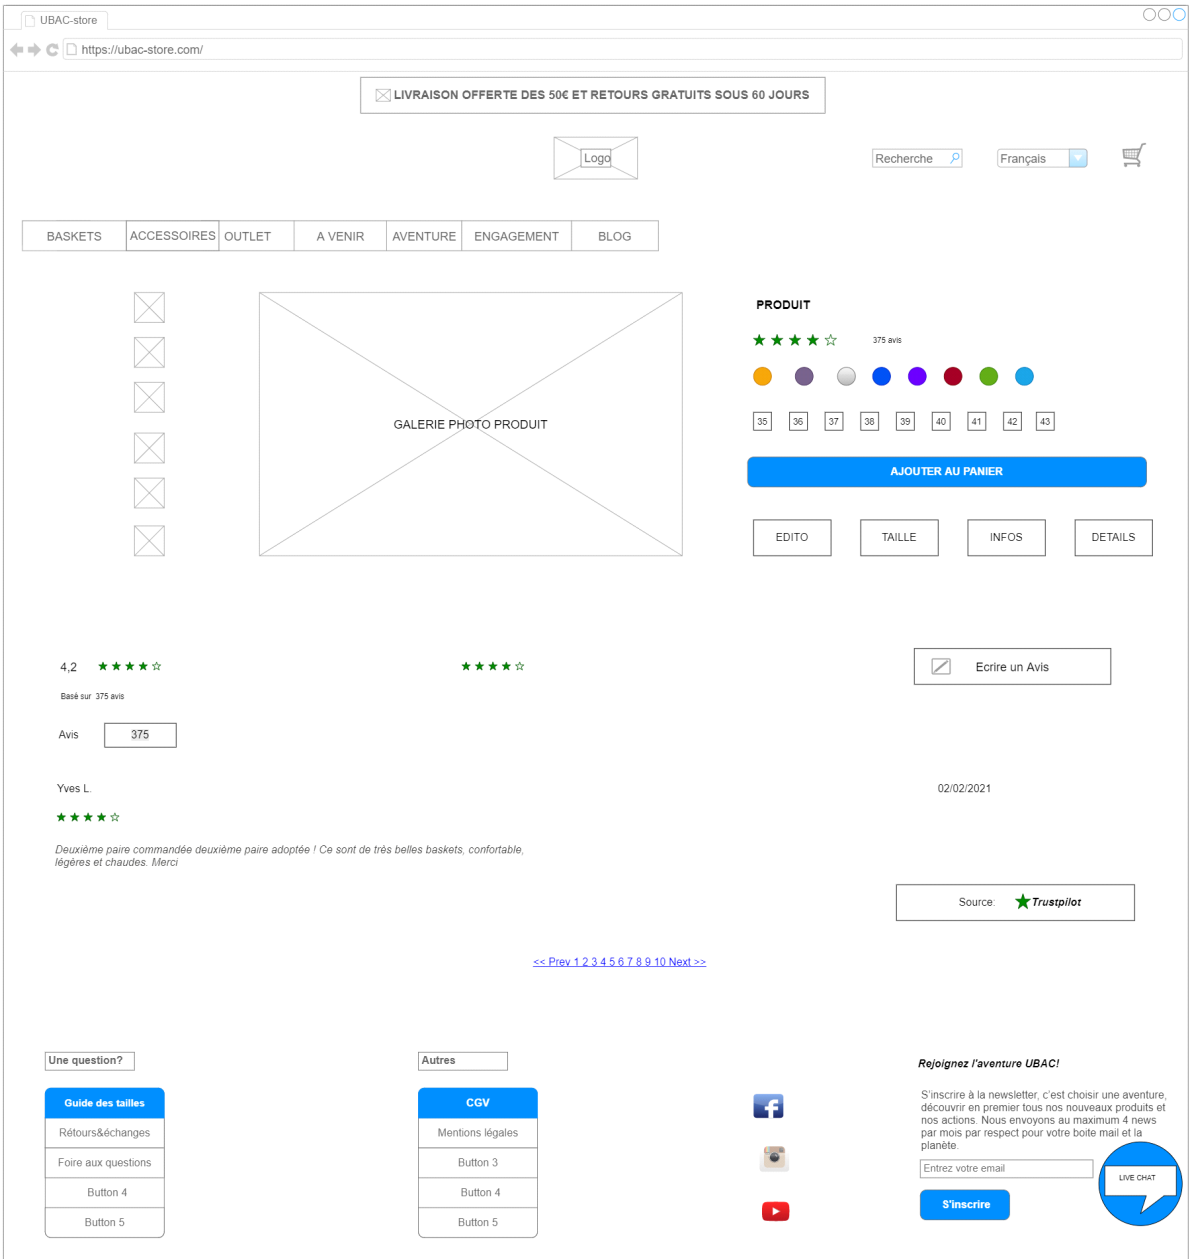 UBAC-store
https://ubac-store.com/
LIVRAISON OFFERTE DES 50€ ET RETOURS GRATUITS SOUS 60 JOURS
Logo
Recherche
Français
BASKETS ACCESSOIRES OUTLET A VENIR AVENTURE ENGAGEMENT BLOG
PRODUIT
375 avis
GALERIE PHOTO PRODUIT
35 36 37 38 39 40 41 42 43
AJOUTER AU PANIER
EDITO TAILLE INFOS DETAILS
4,2
Ecrire un Avis
Basé sur 375 avis
Avis 375
Yves L.
02/02/2021
Deuxième paire commandée deuxième paire adoptée ! Ce sont de très belles baskets, confortable,
légères et chaudes. Merci
Source: Trustpilot
<< Prev 1 2 3 4 5 6 7 8 9 10 Next >>
Une question?
Guide des tailles
Rétours&échanges
Foire aux questions
Button 4
Button 5
Autres
CGV
Mentions légales
Button 3
Button 4
Button 5
Rejoignez l'aventure UBAC!
S'inscrire à la newsletter, c'est choisir une aventure,
découvrir en premier tous nos nouveaux produits et
nos actions. Nous envoyons au maximum 4 news
par mois par respect pour votre boite mail et la
planète.
Entrez votre email
S'inscrire
LIVE CHAT